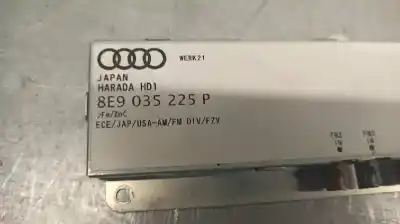 WERK21
JAPAN
HARADA HD1
8E9 035 225 P
ECE/JAP/USA-AM/FM DIV/FZV